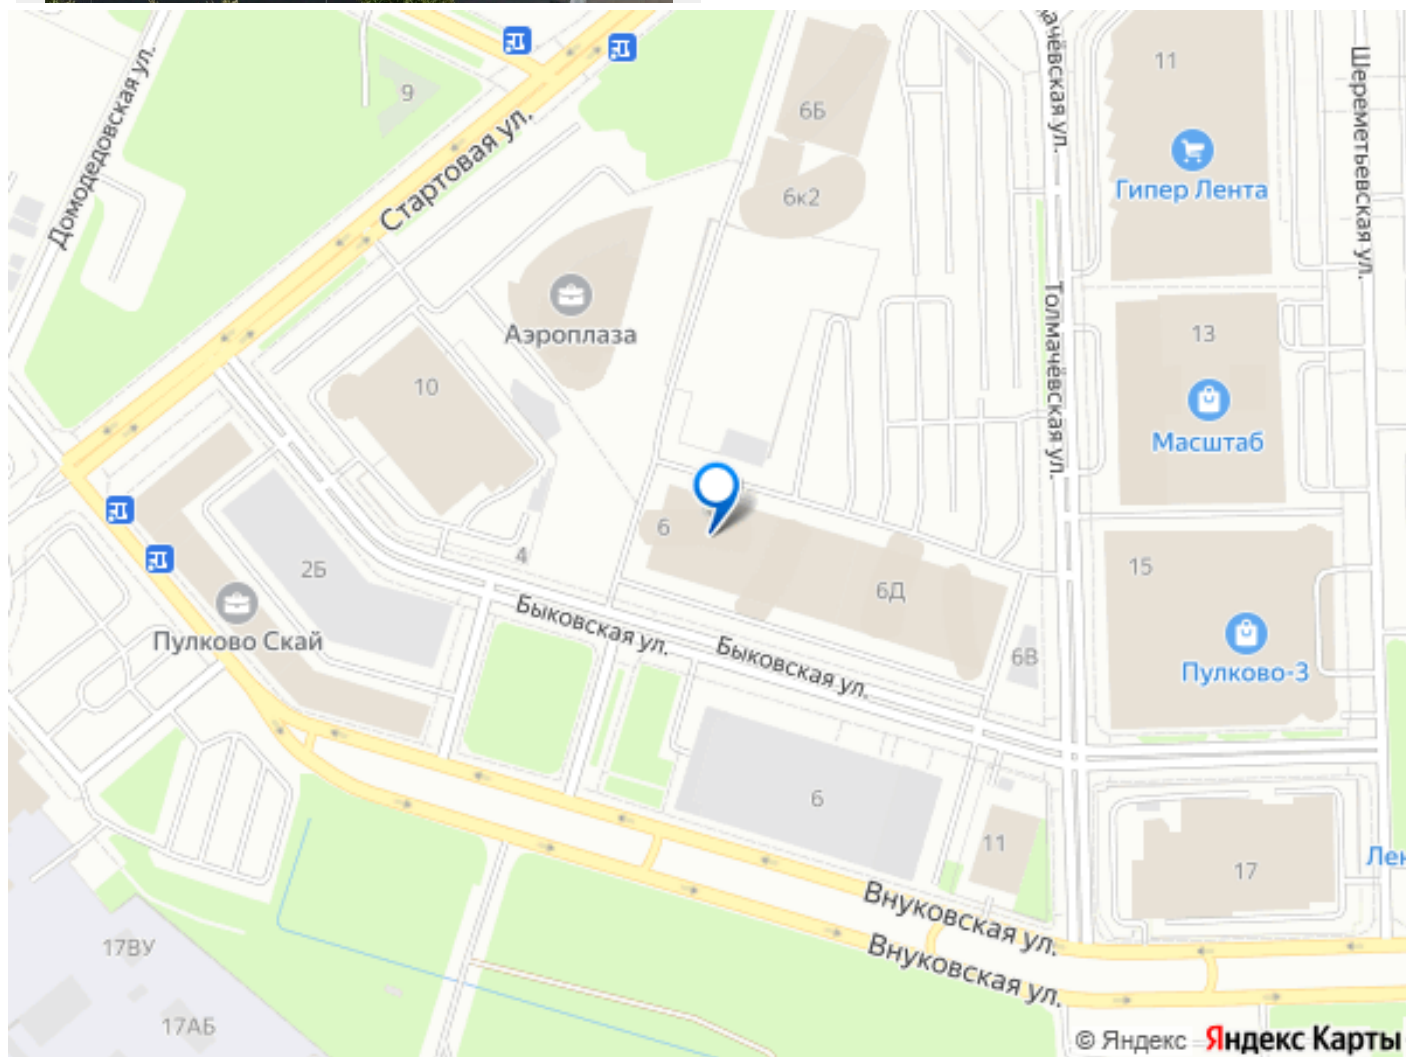 Домодедовская ул.
9
Стартовая ул.
6Б
6к2
11
Гипер Лента
Шереметьевская ул.
Аэроплаза
10
Толмачёвская ул.
13
Масштаб
6
6Д
4
2Б
Пулково Скай
Быковская ул.
Быковская ул.
6В
15
Пулково-3
6
11
17
Внуковская ул.
Внуковская ул.
17ВУ
17АБ
© Яндекс Яндекс Карты